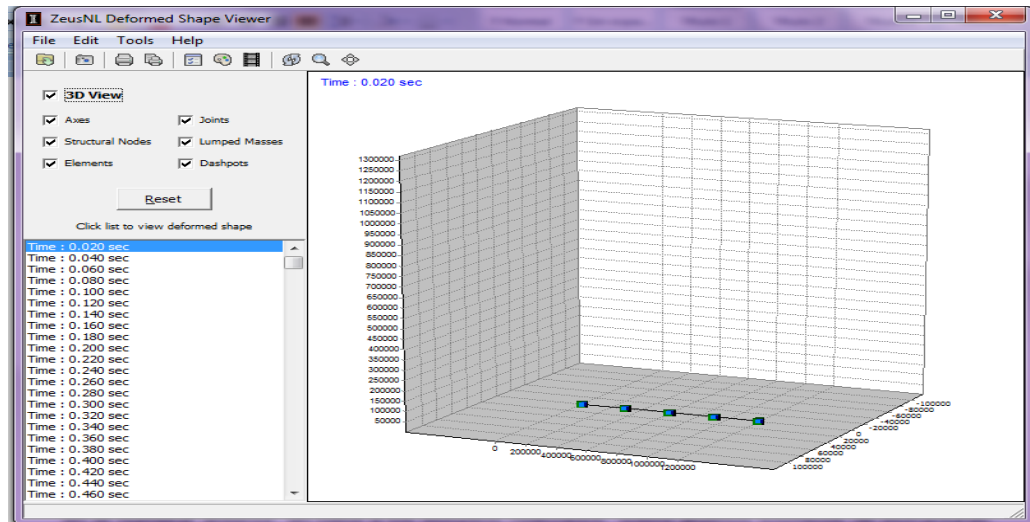 ZeusNL Deformed Shape Viewer
File Edit Tools Help
3D View
Axes Joints
Structural Nodes Lumped Masses
Elements Dashpots
Reset
Click list to view deformed shape
Time : 0.020 sec
Time : 0.040 sec
Time : 0.060 sec
Time : 0.080 sec
Time : 0.100 sec
Time : 0.120 sec
Time : 0.140 sec
Time : 0.160 sec
Time : 0.180 sec
Time : 0.200 sec
Time : 0.220 sec
Time : 0.240 sec
Time : 0.260 sec
Time : 0.280 sec
Time : 0.300 sec
Time : 0.320 sec
Time : 0.340 sec
Time : 0.360 sec
Time : 0.380 sec
Time : 0.400 sec
Time : 0.420 sec
Time : 0.440 sec
Time : 0.460 sec
Time : 0.020 sec
1300000
1250000
1200000
1150000
1100000
1050000
1000000
950000
900000
850000
800000
750000
700000
650000
600000
550000
500000
450000
400000
350000
300000
250000
200000
150000
100000
50000
0 200000 400000 600000 800000 1000000 1200000
-100000
-80000
-60000
-40000
-20000
0
20000
40000
60000
80000
100000